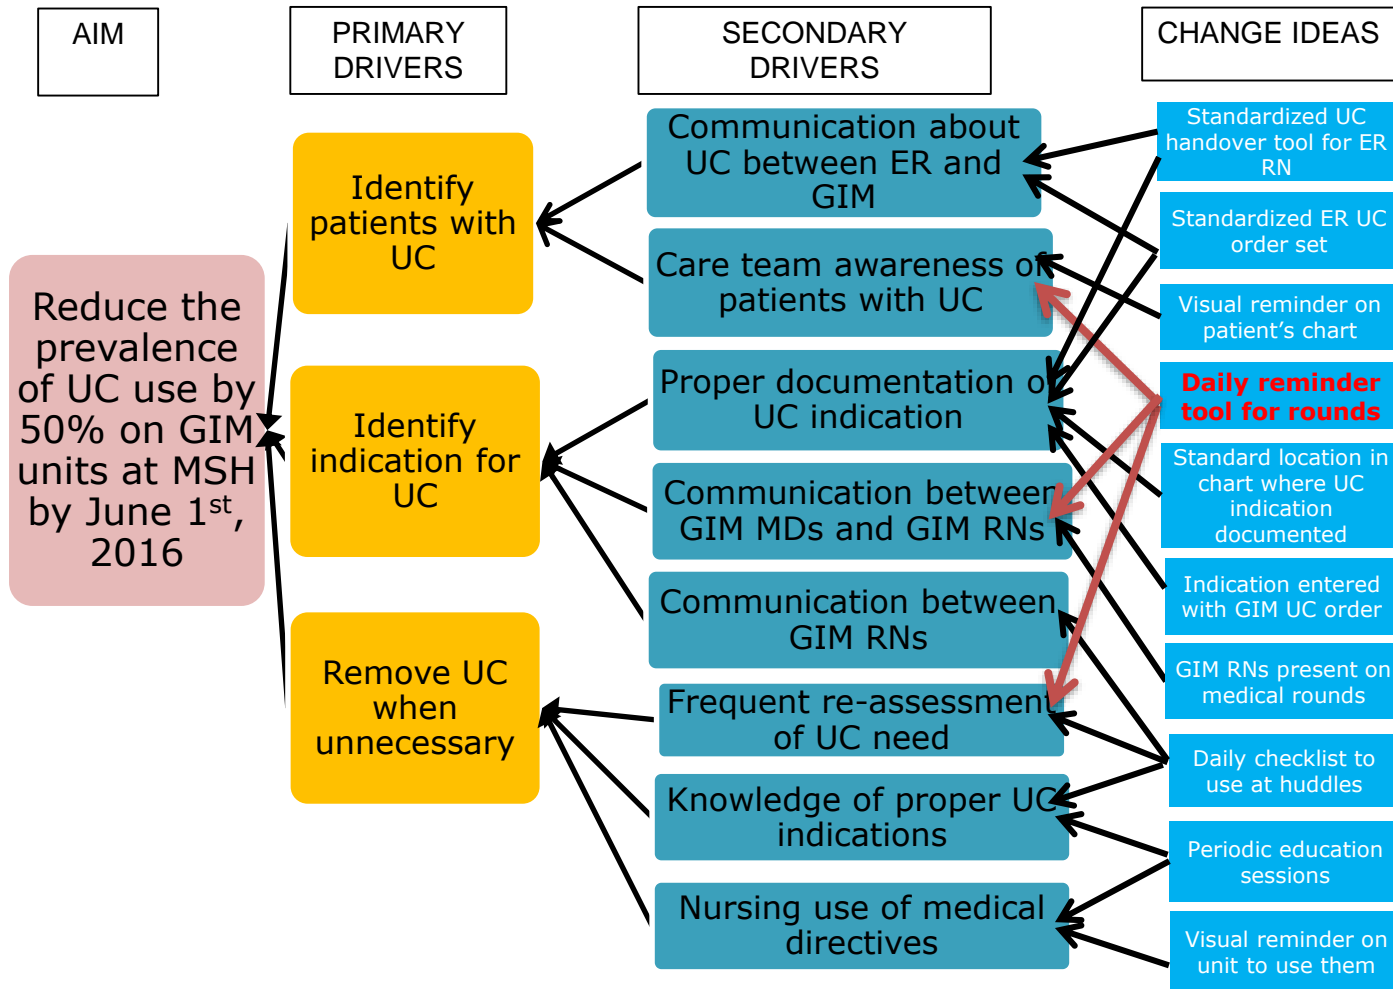 AIM
PRIMARY
DRIVERS
SECONDARY
DRIVERS
CHANGE IDEAS
Reduce the
prevalence
of UC use by
50% on GIM
units at MSH
by June 1st,
2016
Identify
patients with
UC
Identify
indication for
UC
Remove UC
when
unnecessary
Communication about
UC between ER and
GIM
Care team awareness of
patients with UC
Proper documentation of
UC indication
Communication between
GIM MDs and GIM RNs
Communication between
GIM RNs
Frequent re-assessment
of UC need
Knowledge of proper UC
indications
Nursing use of medical
directives
Standardized UC
handover tool for ER
RN
Standardized ER UC
order set
Visual reminder on
patient’s chart
Daily reminder
tool for rounds
Standard location in
chart where UC
indication
documented
Indication entered
with GIM UC order
GIM RNs present on
medical rounds
Daily checklist to
use at huddles
Periodic education
sessions
Visual reminder on
unit to use them